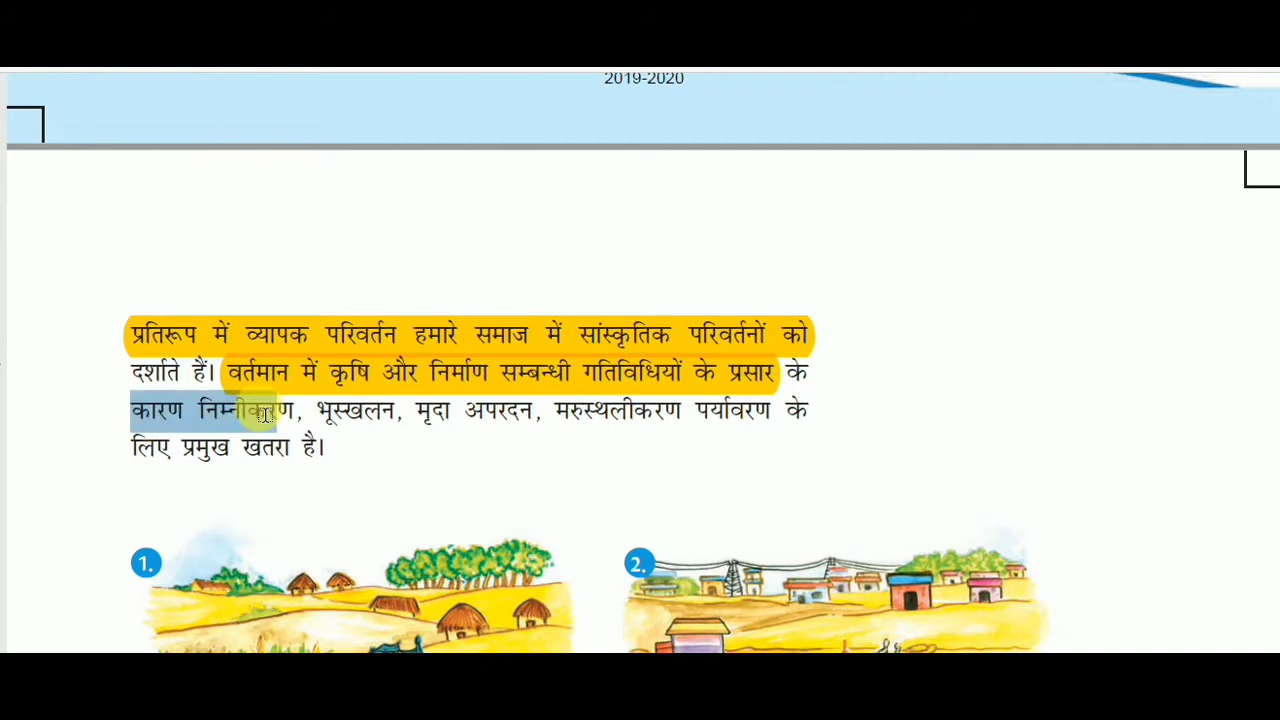 2019-2020
प्रतिरूप में व्यापक परिवर्तन हमारे समाज में सांस्कृतिक परिवर्तनों को
दर्शाते हैं। वर्तमान में कृषि और निर्माण सम्बन्धी गतिविधियों के प्रसार के
कारण निम्नीकरण, भूस्खलन, मृदा अपरदन, मरुस्थलीकरण पर्यावरण के
लिए प्रमुख खतरा है।
1. 2.